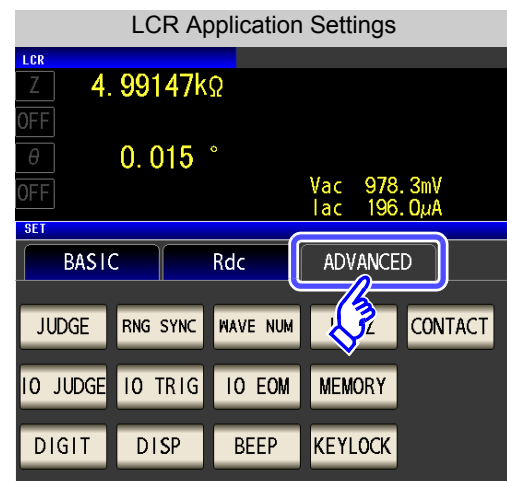 LCR Application Settings
LCR
Z 4.99147kΩ
OFF
θ 0.015 °
OFF
Vac 978.3mV
Iac 196.0μA
SET
BASIC Rdc ADVANCED
JUDGE RNG SYNC WAVE NUM Z CONTACT
IO JUDGE IO TRIG IO EOM MEMORY
DIGIT DISP BEEP KEYLOCK